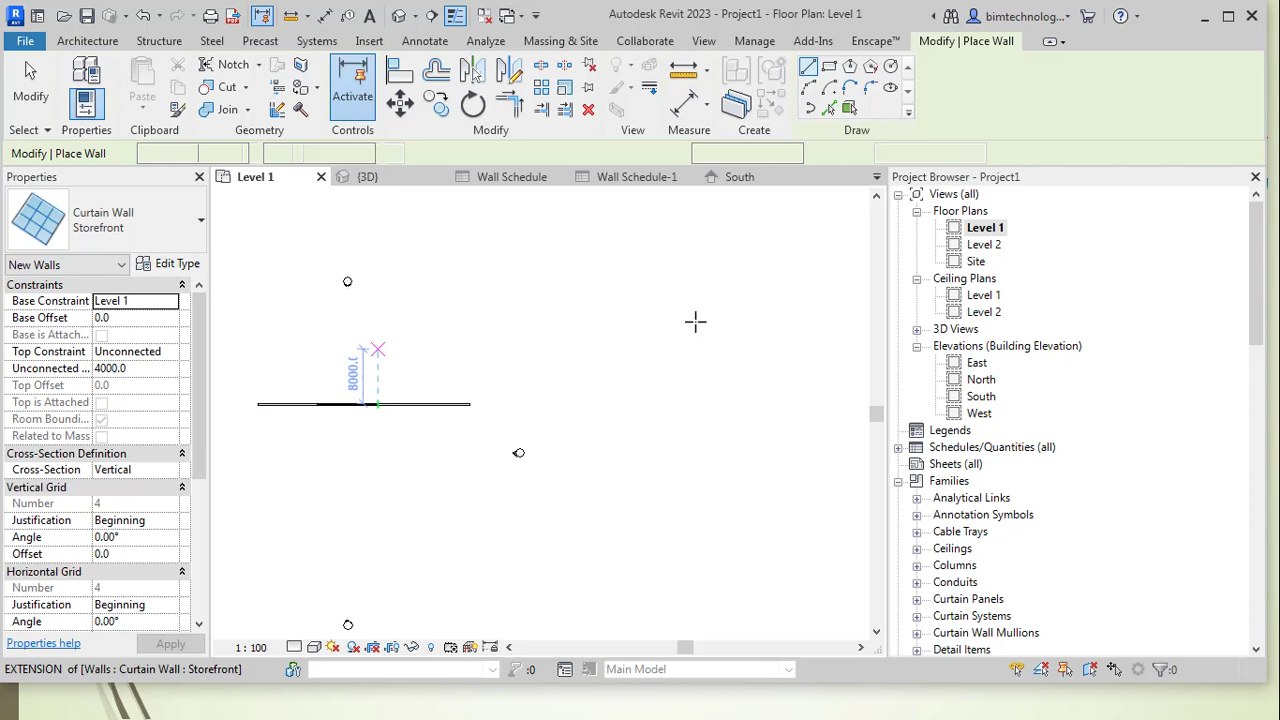 Autodesk Revit 2023 - Project1 - Floor Plan: Level 1
bimtechnolog...
File Architecture Structure Steel Precast Systems Insert Annotate Analyze Massing & Site Collaborate View Manage Add-Ins Enscape™ Modify | Place Wall
Modify
Paste
Notch
Cut
Join
Activate
Select Properties Clipboard Geometry Controls Modify View Measure Create Draw
Modify | Place Wall
Properties
Level 1
{3D}
Wall Schedule
Wall Schedule-1
South
Project Browser - Project1
Curtain Wall
Storefront
New Walls
Edit Type
Constraints
Base Constraint Level 1
Base Offset 0.0
Base is Attach...
Top Constraint Unconnected
Unconnected ... 4000.0
Top Offset 0.0
Top is Attached
Room Boundi...
Related to Mass
Cross-Section Definition
Cross-Section Vertical
Vertical Grid
Number 4
Justification Beginning
Angle 0.00°
Offset 0.0
Horizontal Grid
Number 4
Justification Beginning
Angle 0.00°
Properties help
Apply
8000.(
Views (all)
Floor Plans
Level 1
Level 2
Site
Ceiling Plans
Level 1
Level 2
3D Views
Elevations (Building Elevation)
East
North
South
West
Legends
Schedules/Quantities (all)
Sheets (all)
Families
Analytical Links
Annotation Symbols
Cable Trays
Ceilings
Columns
Conduits
Curtain Panels
Curtain Systems
Curtain Wall Mullions
Detail Items
1 : 100
EXTENSION of [Walls : Curtain Wall : Storefront]
:0
Main Model
:0